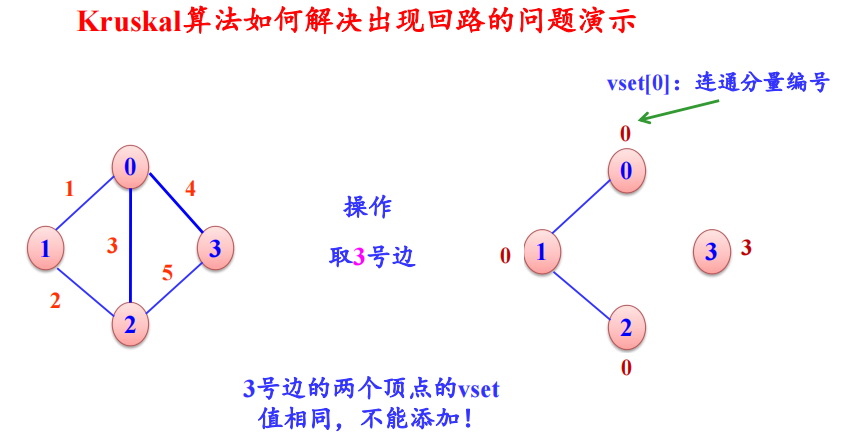 Kruskal算法如何解决出现回路的问题演示
vset[0]：连通分量编号
0
0
0
1
4
操作
1
3
3
0
1
3
3
取3号边
5
2
2
2
0
3号边的两个顶点的vset
值相同，不能添加！